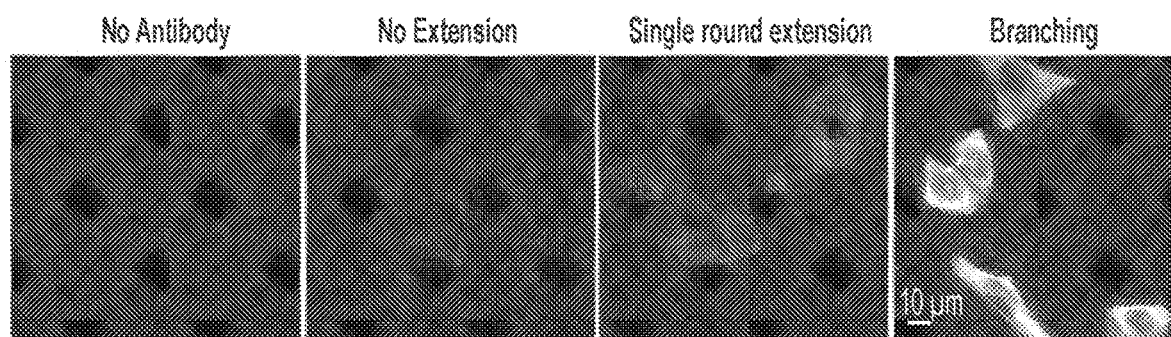 No Antibody
No Extension
Single round extension
Branching
10 μm